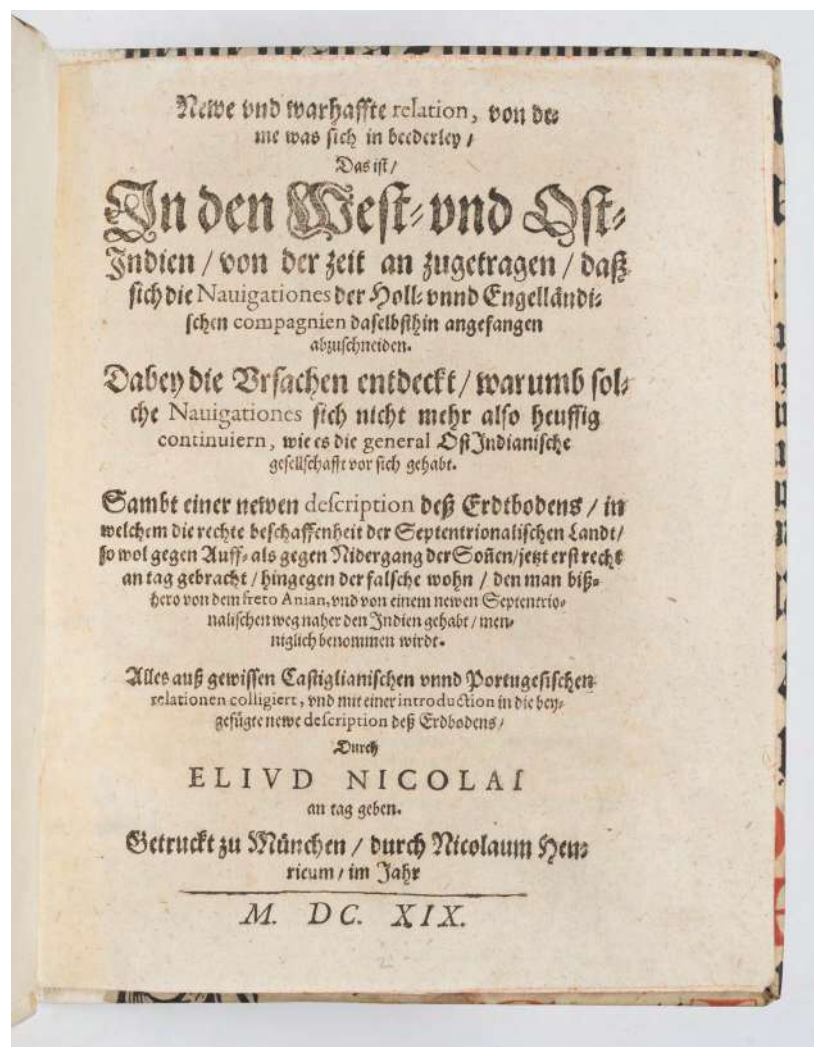 Newe vnd warhaffte relation, von de⸗
me was sich in beederley /
Das ist /
In den West⸗ vnd Ost⸗
Indien / von der zeit an zugetragen / daß
sich die Nauigationes der Holl⸗ vnnd Engelländi⸗
schen compagnien daselbsthin angefangen
abzuschneiden.
Dabey die Vrsachen entdeckt / warumb sol⸗
che Nauigationes sich nicht mehr also heuffig
continuiern, wie es die general OstIndianische
gesellschafft vor sich gehabt.
Sambt einer newen description deß Erdtbodens / in
welchem die rechte beschaffenheit der Septentrionalischen Landt /
so wol gegen Auff⸗ als gegen Nidergang der Soñen / jetzt erst recht
an tag gebracht / hingegen der falsche wohn / den man biß⸗
hero von dem freto Anian, vnd von einem newen Septentrio⸗
nalischen weg naher den Indien gehabt / men⸗
niglich benommen wirdt.
Alles auß gewissen Castiglianischen vnnd Portugesischen
relationen colligiert, vnd mit einer introduction in die bey⸗
gefügte newe description deß Erdbodens /
Durch
ELIVD NICOLAI
an tag geben.
Getruckt zu München / durch Nicolaum Hen⸗
ricum / im Jahr
M. DC. XIX.